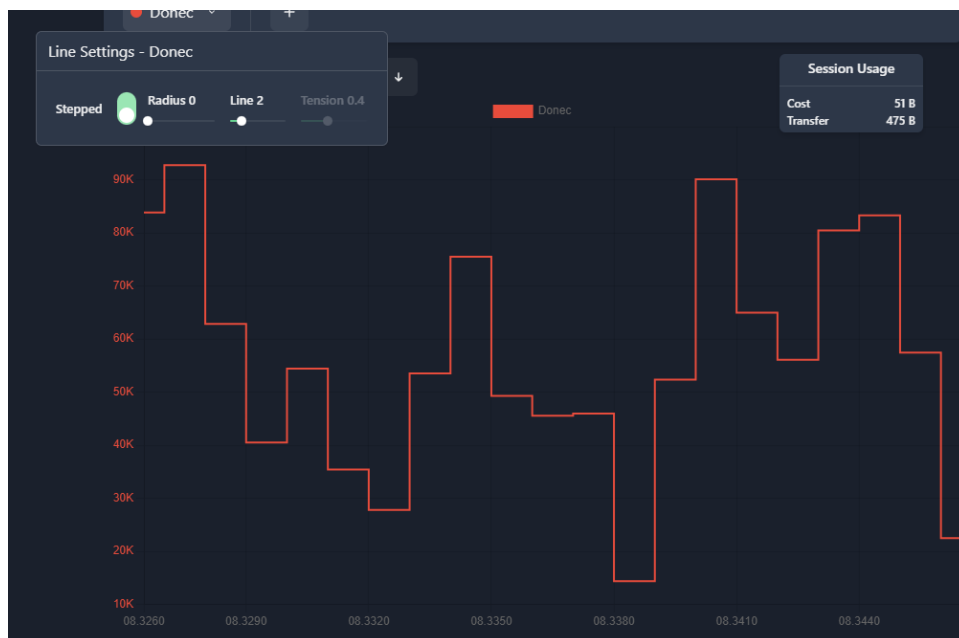 Donec
+
Line Settings - Donec
Stepped
Radius 0
Line 2
Tension 0.4
Session Usage
Cost 51 B
Transfer 475 B
Donec
90K
80K
70K
60K
50K
40K
30K
20K
10K
08.3260 08.3290 08.3320 08.3350 08.3380 08.3410 08.3440